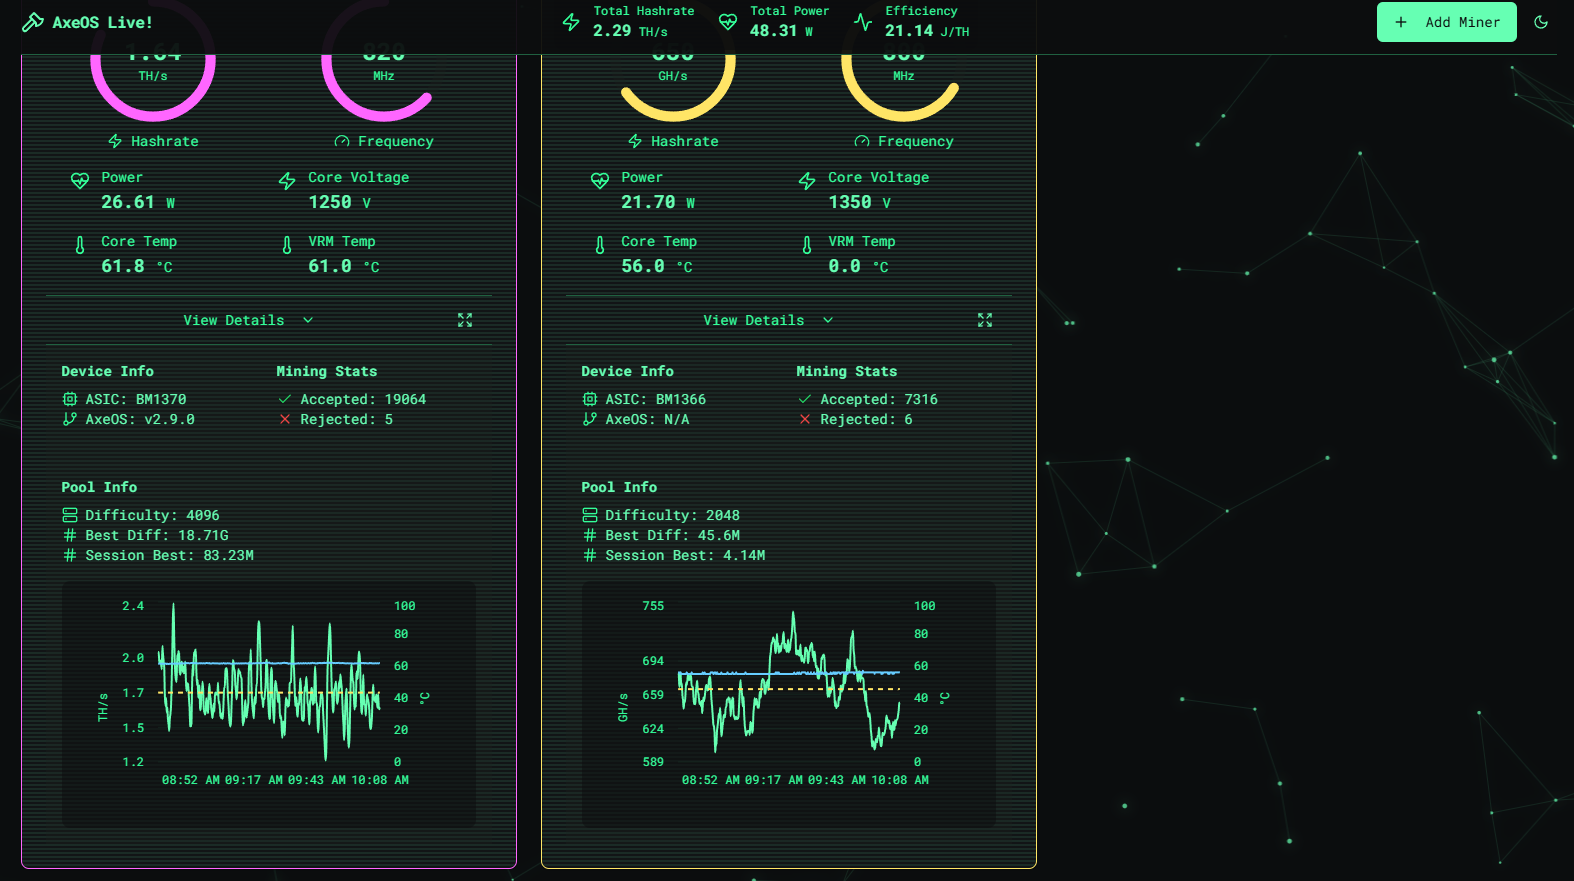 AxeOS Live!
Total Hashrate
2.29 TH/s
Total Power
48.31 W
Efficiency
21.14 J/TH
+ Add Miner
1.64
TH/s
Hashrate
820
MHz
Frequency
Power
26.61 W
Core Voltage
1250 V
Core Temp
61.8 °C
VRM Temp
61.0 °C
View Details
Device Info
ASIC: BM1370
AxeOS: v2.9.0
Mining Stats
Accepted: 19064
Rejected: 5
Pool Info
Difficulty: 4096
Best Diff: 18.71G
Session Best: 83.23M
2.4
2.0
1.7
1.5
1.2
TH/s
100
80
60
40
20
0
°C
08:52 AM 09:17 AM 09:43 AM 10:08 AM
GH/s
Hashrate
MHz
Frequency
Power
21.70 W
Core Voltage
1350 V
Core Temp
56.0 °C
VRM Temp
0.0 °C
View Details
Device Info
ASIC: BM1366
AxeOS: N/A
Mining Stats
Accepted: 7316
Rejected: 6
Pool Info
Difficulty: 2048
Best Diff: 45.6M
Session Best: 4.14M
755
694
659
624
589
GH/s
100
80
60
40
20
0
°C
08:52 AM 09:17 AM 09:43 AM 10:08 AM